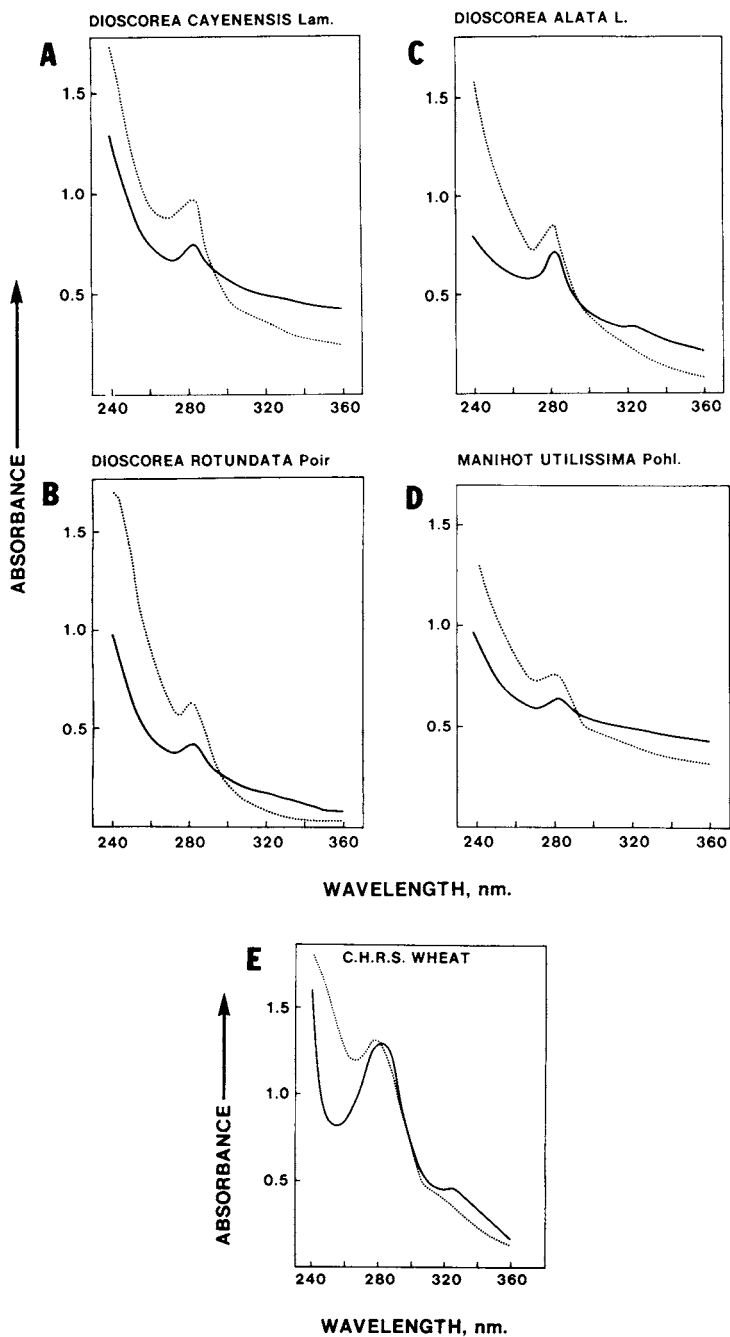 DIOSCOREA CAYENENSIS Lam.
A
1.5
1.0
0.5
240 280 320 360
DIOSCOREA ALATA L.
C
1.5
1.0
0.5
240 280 320 360
ABSORBANCE
DIOSCOREA ROTUNDATA Poir
B
1.5
1.0
0.5
240 280 320 360
MANIHOT UTILISSIMA Pohl.
D
1.5
1.0
0.5
240 280 320 360
WAVELENGTH, nm.
E
C.H.R.S. WHEAT
1.5
1.0
0.5
240 280 320 360
ABSORBANCE
WAVELENGTH, nm.